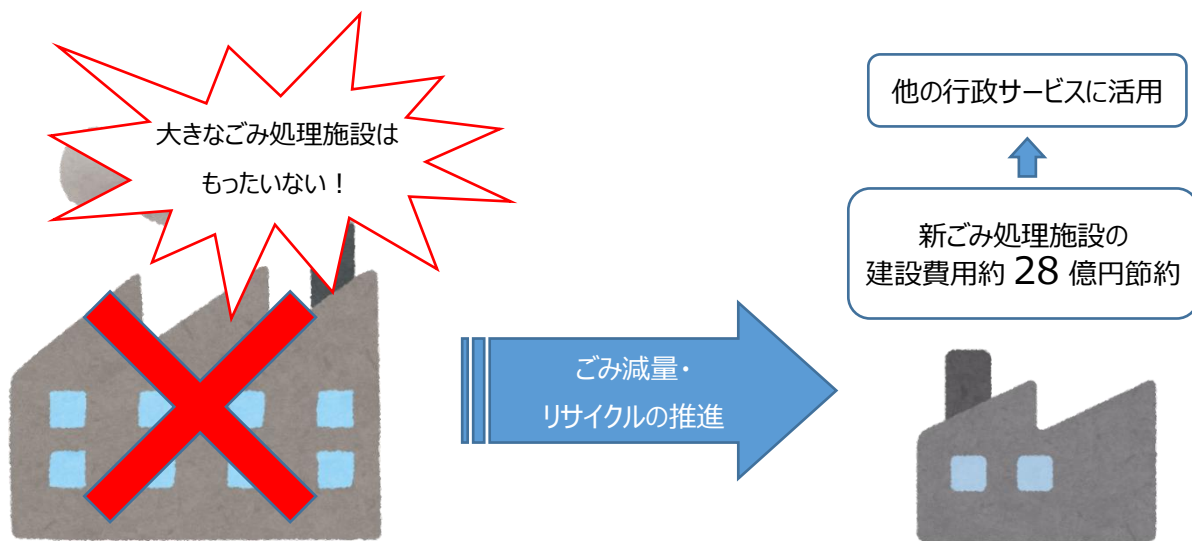 大きなごみ処理施設は
もったいない！
ごみ減量・
リサイクルの推進
他の行政サービスに活用
新ごみ処理施設の
建設費用約 28 億円節約